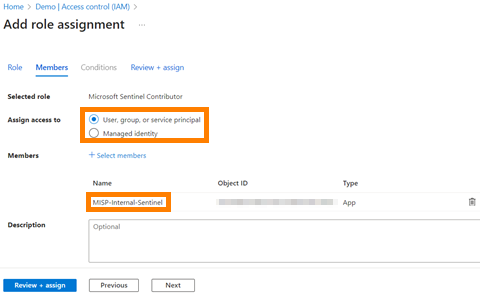 Home > Demo | Access control (IAM) >
Add role assignment ...
Role Members Conditions Review + assign
Selected role Microsoft Sentinel Contributor
Assign access to User, group, or service principal
Managed identity
Members + Select members
Name Object ID Type
MISP-Internal-Sentinel App
Description Optional
Review + assign Previous Next